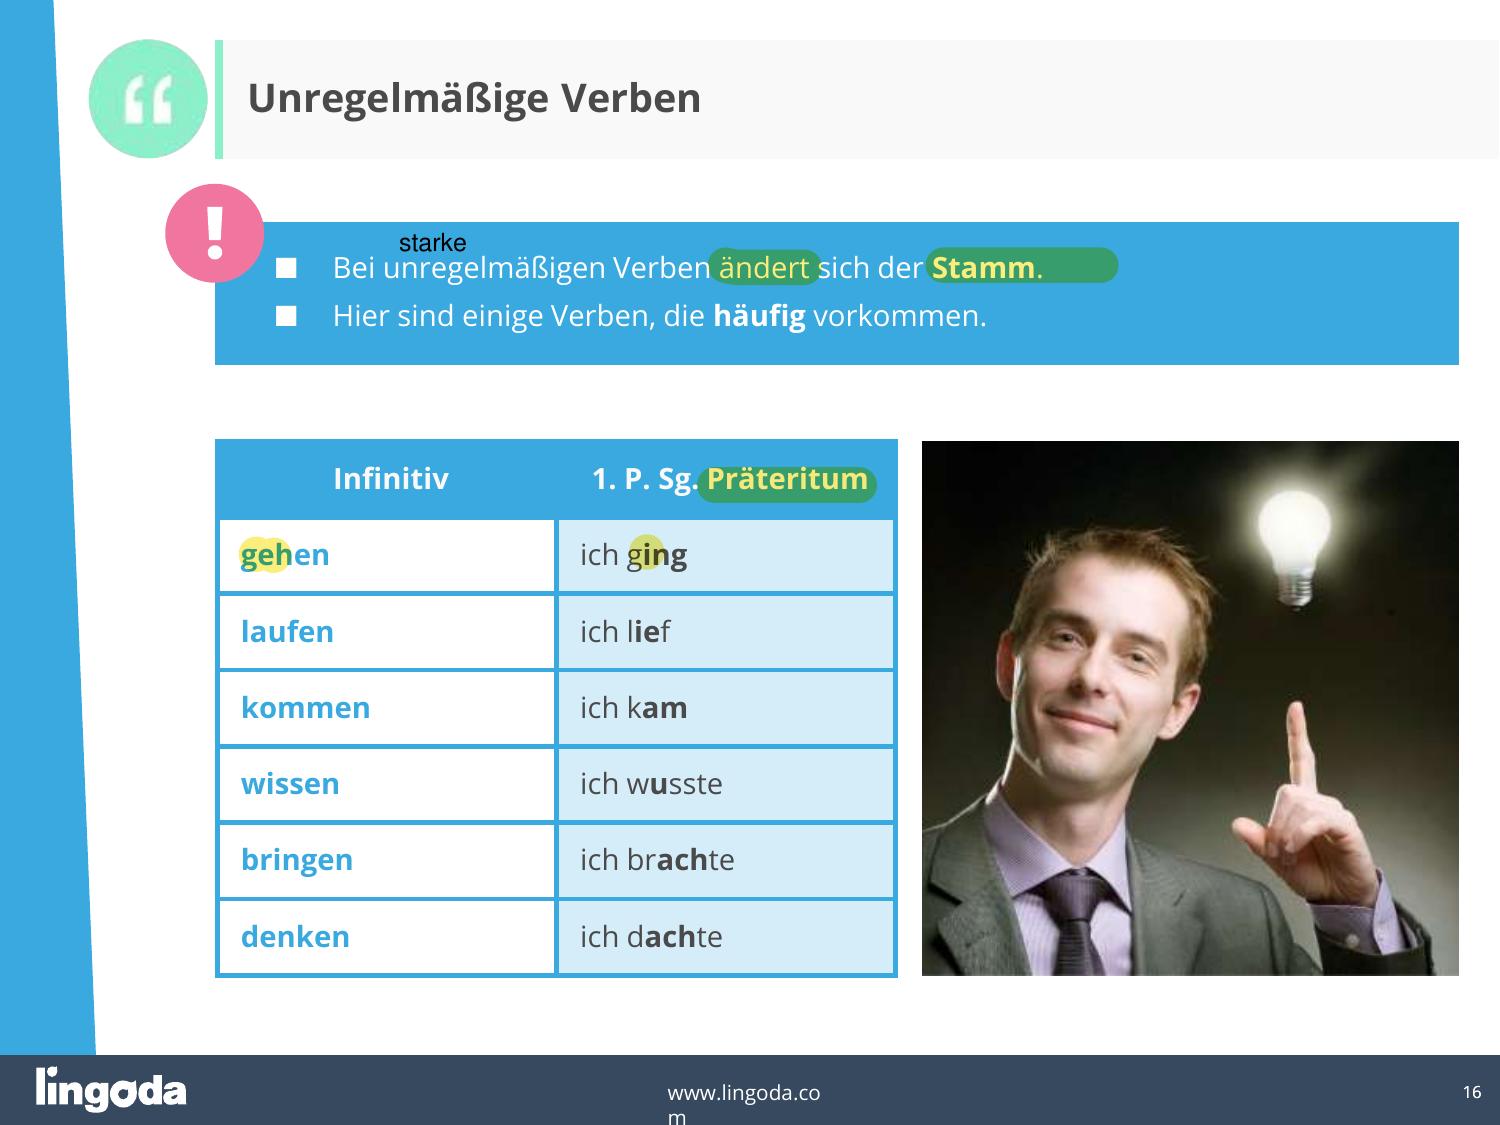 “
Unregelmäßige Verben
!
starke
■ Bei unregelmäßigen Verben ändert sich der Stamm.
■ Hier sind einige Verben, die häufig vorkommen.
Infinitiv 1. P. Sg. Präteritum
gehen ich ging
laufen ich lief
kommen ich kam
wissen ich wusste
bringen ich brachte
denken ich dachte
lingoda
www.lingoda.co
m
16